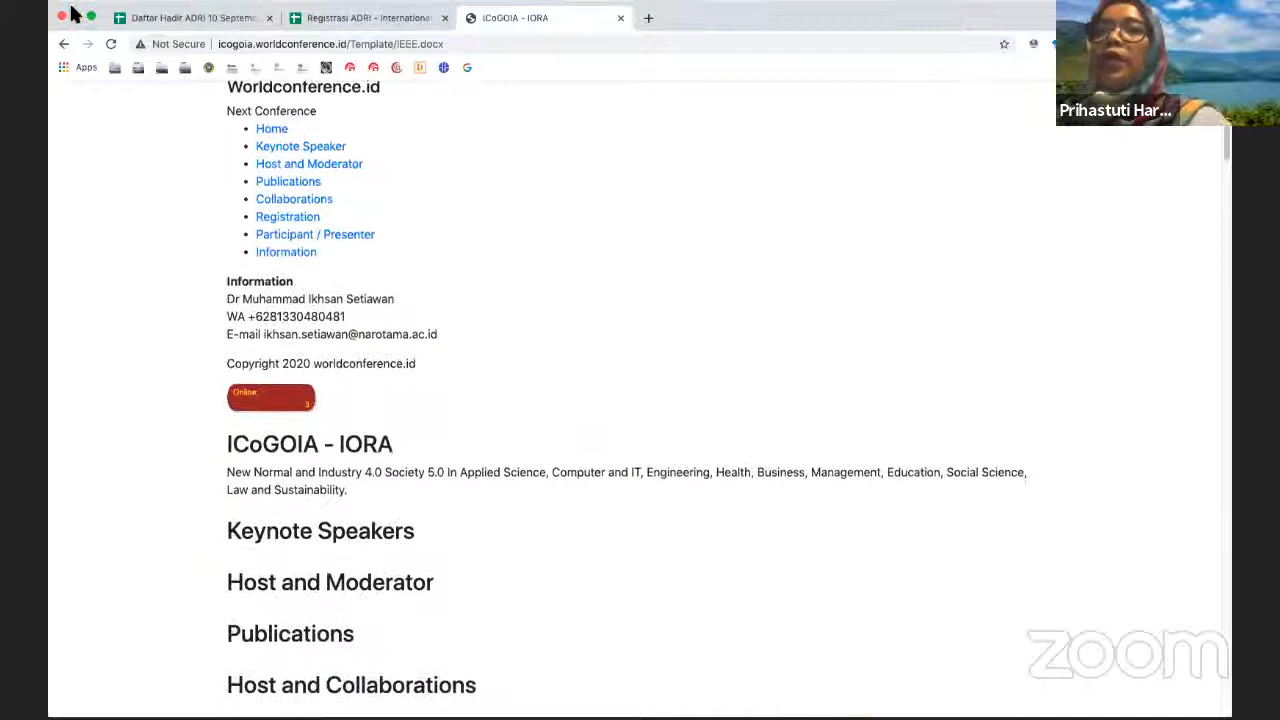 Daftar Hadir ADRI 10 Septemb
Registrasi ADRI - Internationa
ICoGOIA - IORA
Not Secure
icogoia.worldconference.id/Template/IEEE.docx
Apps
Prihastuti Har...
Worldconference.id
Next Conference
Home
Keynote Speaker
Host and Moderator
Publications
Collaborations
Registration
Participant / Presenter
Information
Information
Dr Muhammad Ikhsan Setiawan
WA +6281330480481
E-mail ikhsan.setiawan@narotama.ac.id
Copyright 2020 worldconference.id
Online:
3
ICoGOIA - IORA
New Normal and Industry 4.0 Society 5.0 In Applied Science, Computer and IT, Engineering, Health, Business, Management, Education, Social Science,
Law and Sustainability.
Keynote Speakers
Host and Moderator
Publications
Host and Collaborations
zoom